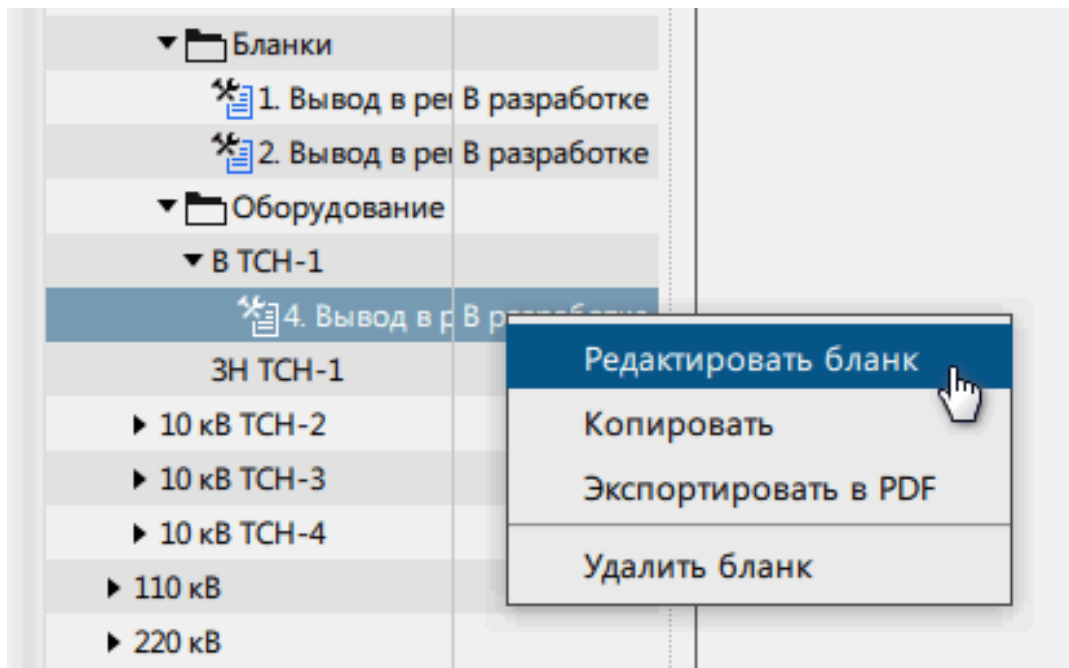 Бланки
1. Вывод в рем В разработке
2. Вывод в рем В разработке
Оборудование
В ТСН-1
4. Вывод в р В
ЗН ТСН-1
10 кВ ТСН-2
10 кВ ТСН-3
10 кВ ТСН-4
110 кВ
220 кВ
Редактировать бланк
Копировать
Экспортировать в PDF
Удалить бланк